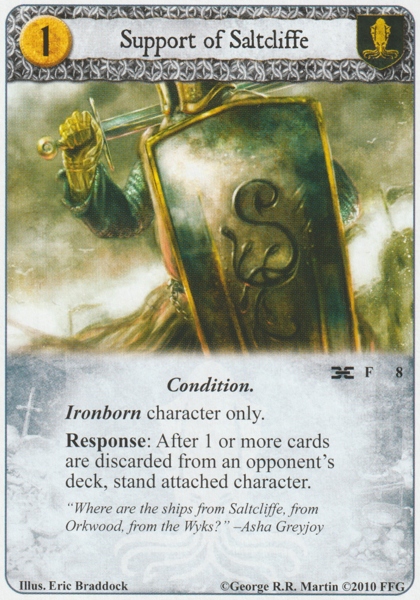 1
Support of Saltcliffe
F 8
Condition.
Ironborn character only.
Response: After 1 or more cards
are discarded from an opponent's
deck, stand attached character.
"Where are the ships from Saltcliffe, from
Orkwood, from the Wyks?" –Asha Greyjoy
Illus. Eric Braddock ©George R.R. Martin ©2010 FFG